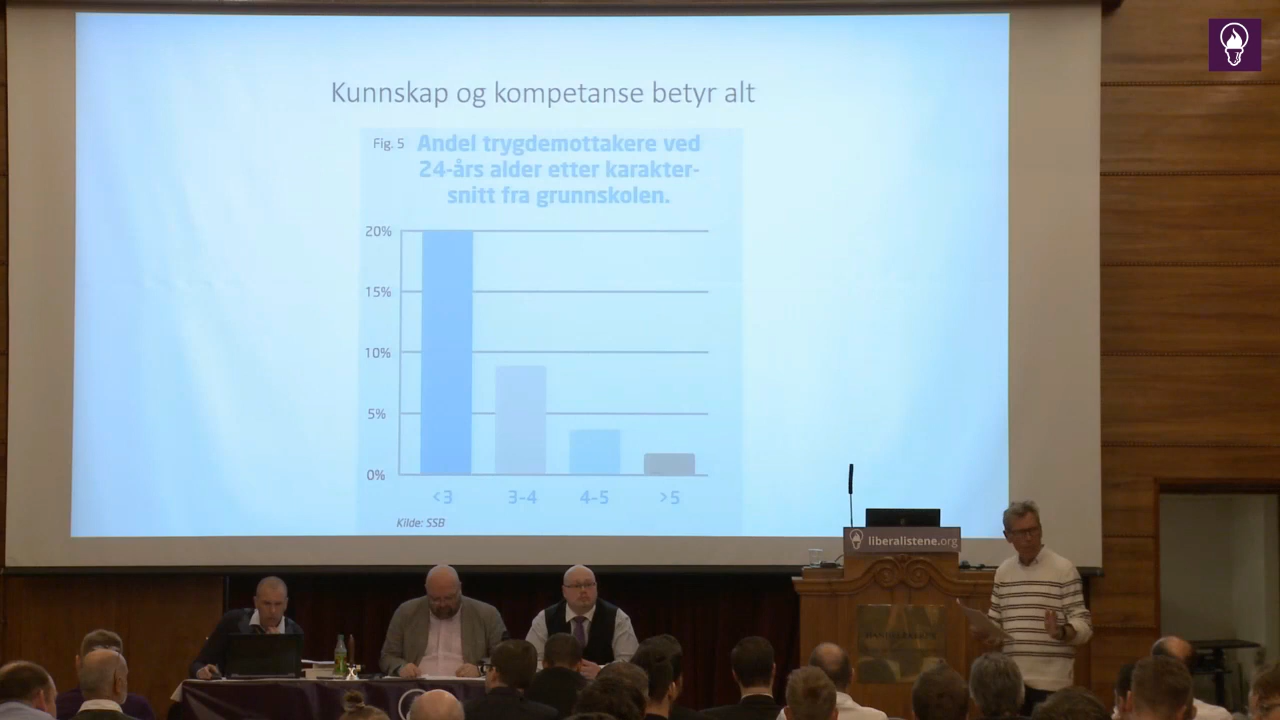 Kunnskap og kompetanse betyr alt
Fig. 5 Andel trygdemottakere ved
24-års alder etter karakter-
snitt fra grunnskolen.
20%
15%
10%
5%
0%
<3 3-4 4-5 >5
Kilde: SSB
liberalistene.org